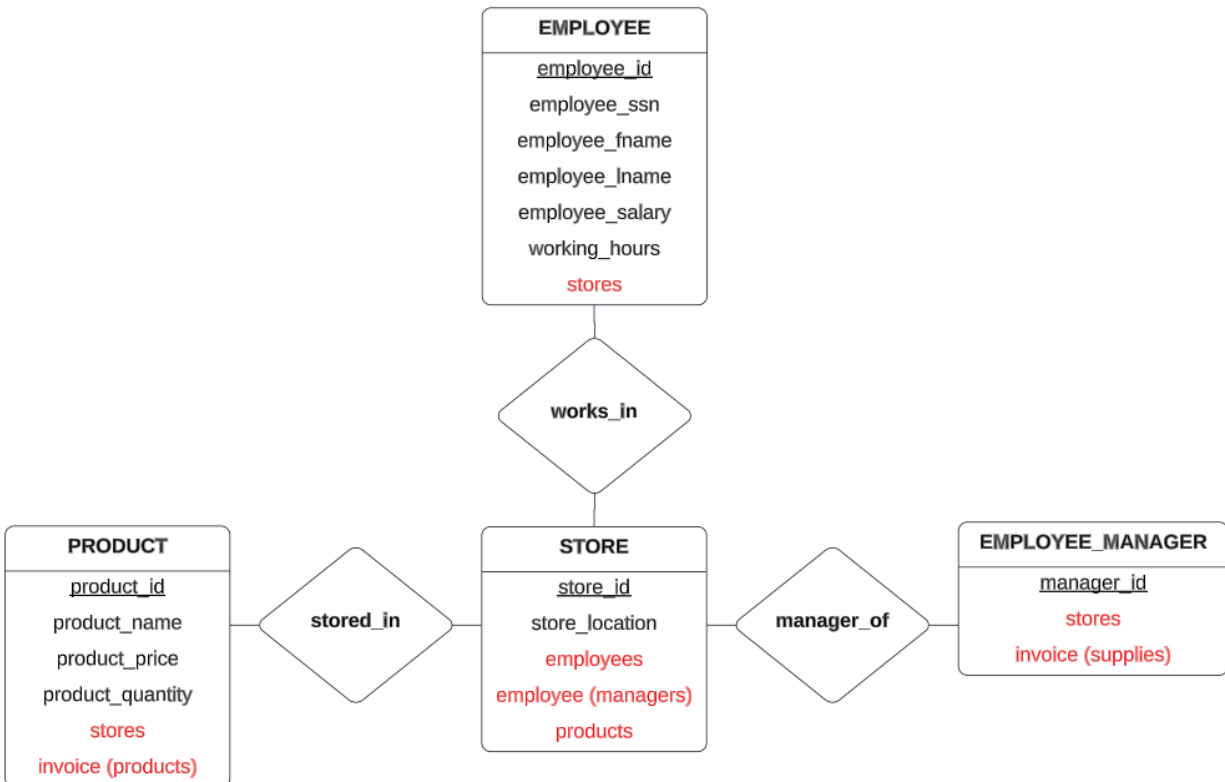 EMPLOYEE
employee_id
employee_ssn
employee_fname
employee_lname
employee_salary
working_hours
stores
works_in
PRODUCT
product_id
product_name
product_price
product_quantity
stores
invoice (products)
stored_in
STORE
store_id
store_location
employees
employee (managers)
products
manager_of
EMPLOYEE_MANAGER
manager_id
stores
invoice (supplies)